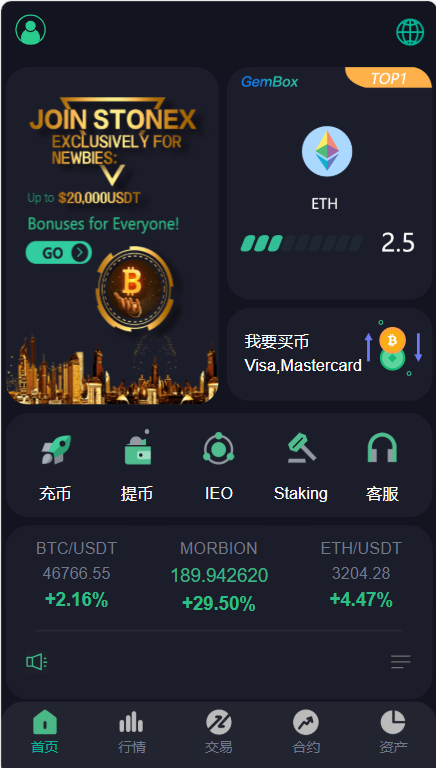 JOIN STONEX
EXCLUSIVELY FOR
NEWBIES:
Up to $20,000USDT
Bonuses for Everyone!
GO
GemBox
TOP1
ETH
2.5
我要买币
Visa,Mastercard
充币
提币
IEO
Staking
客服
BTC/USDT
MORBION
ETH/USDT
46766.55
189.942620
3204.28
+2.16%
+29.50%
+4.47%
首页
行情
交易
合约
资产